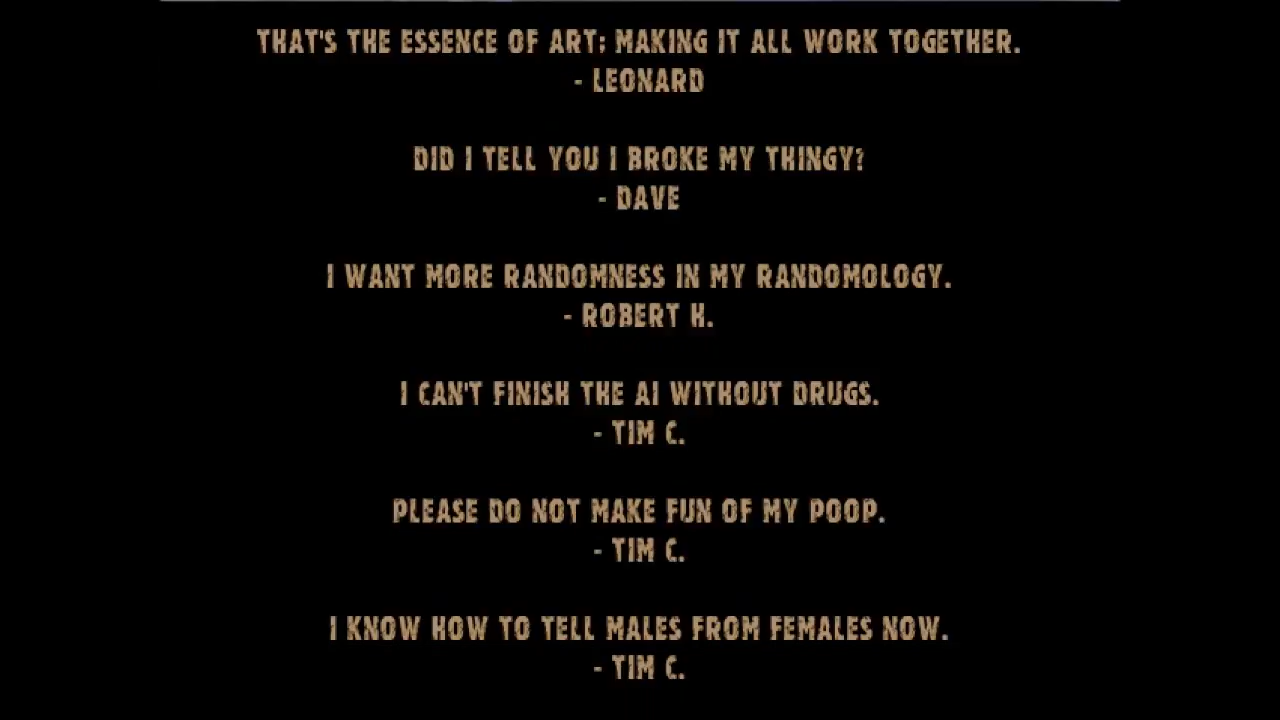 THAT'S THE ESSENCE OF ART; MAKING IT ALL WORK TOGETHER.
- LEONARD
DID I TELL YOU I BROKE MY THINGY?
- DAVE
I WANT MORE RANDOMNESS IN MY RANDOMOLOGY.
- ROBERT H.
I CAN'T FINISH THE AI WITHOUT DRUGS.
- TIM C.
PLEASE DO NOT MAKE FUN OF MY POOP.
- TIM C.
I KNOW HOW TO TELL MALES FROM FEMALES NOW.
- TIM C.